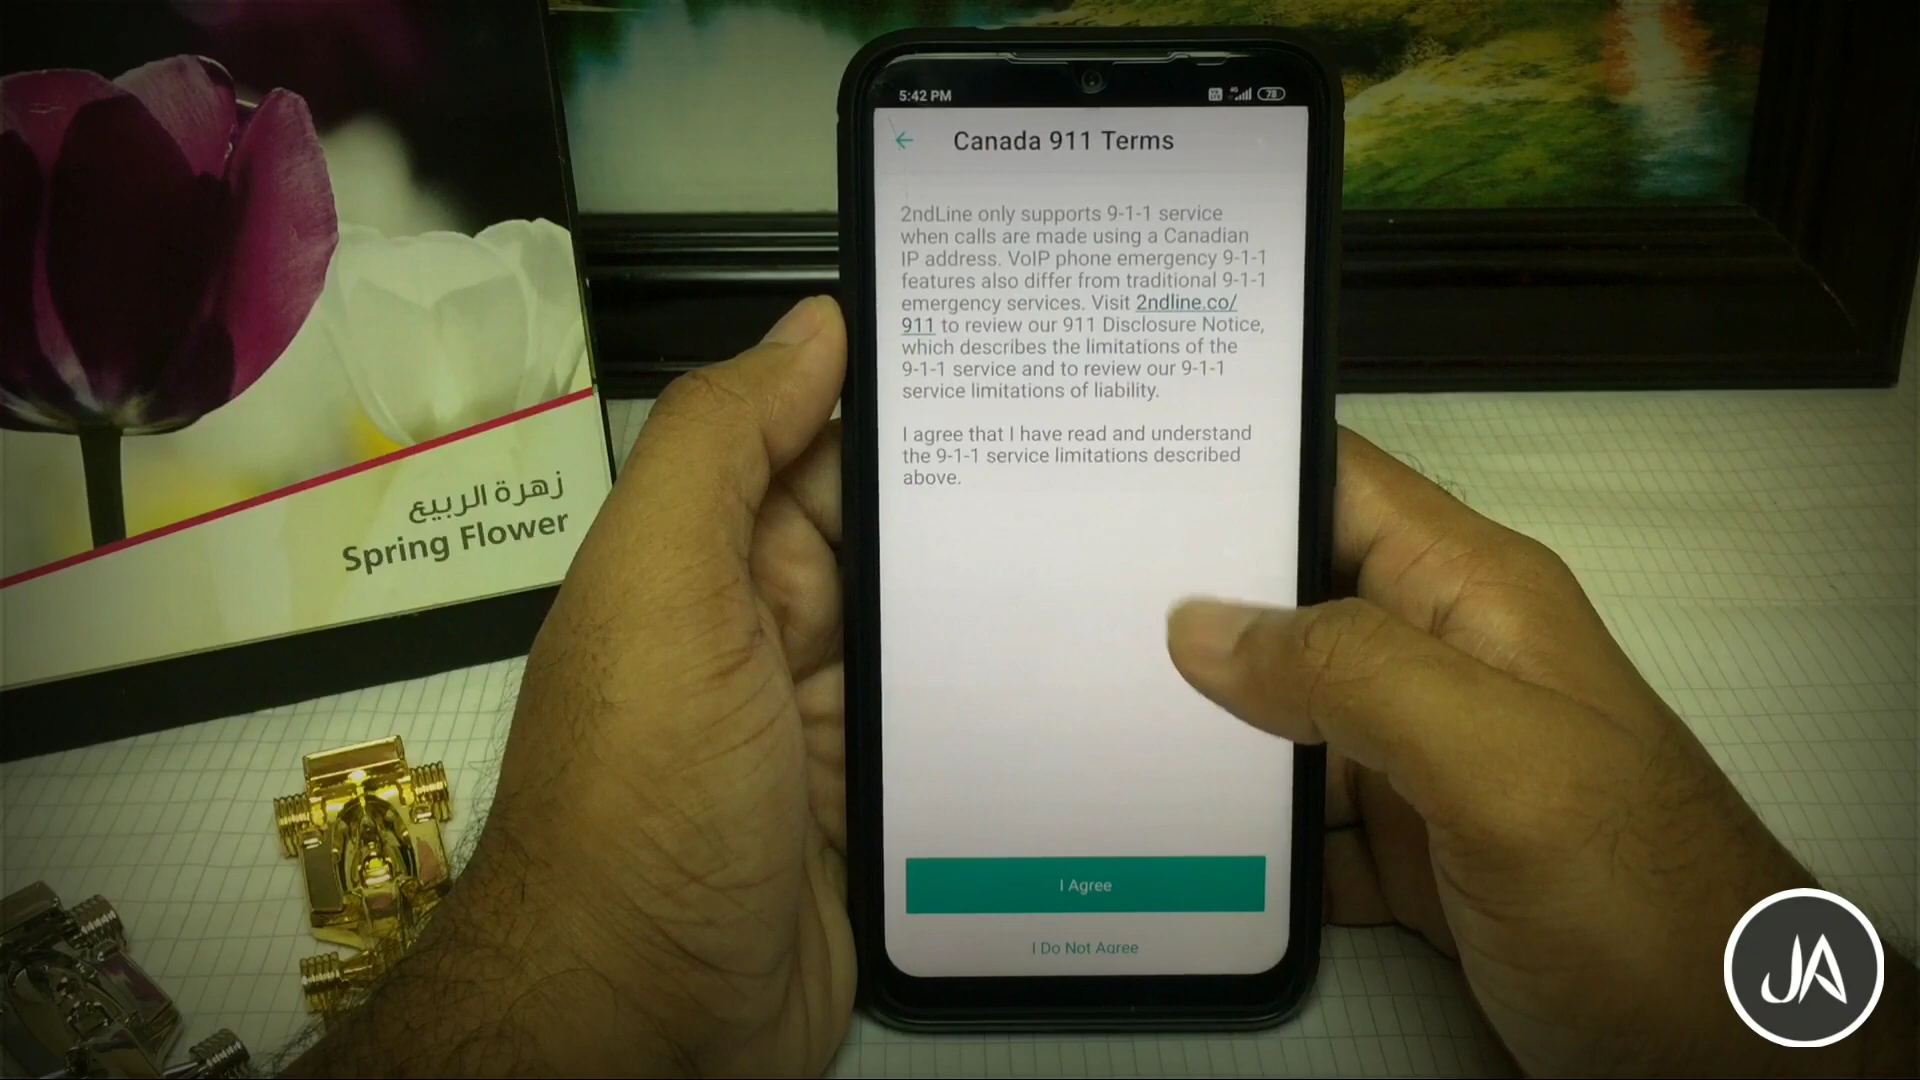 زهرة الربيع
Spring Flower
5:42 PM
4G
78
Canada 911 Terms
2ndLine only supports 9-1-1 service
when calls are made using a Canadian
IP address. VoIP phone emergency 9-1-1
features also differ from traditional 9-1-1
emergency services. Visit 2ndline.co/
911 to review our 911 Disclosure Notice,
which describes the limitations of the
9-1-1 service and to review our 9-1-1
service limitations of liability.
I agree that I have read and understand
the 9-1-1 service limitations described
above.
I Agree
I Do Not Agree
JA